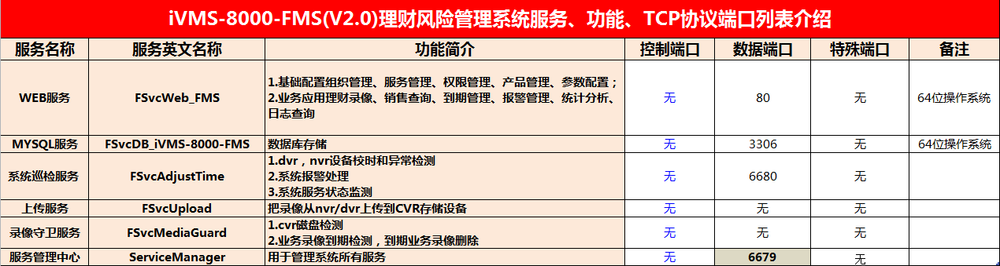 iVMS-8000-FMS(V2.0)理财风险管理系统服务、功能、TCP协议端口列表介绍
服务名称 服务英文名称 功能简介 控制端口 数据端口 特殊端口 备注
WEB服务 FSvcWeb_FMS
1.基础配置组织管理、服务管理、权限管理、产品管理、参数配置；
2.业务应用理财录像、销售查询、到期管理、报警管理、统计分析、
日志查询
无 80 无 64位操作系统
MYSQL服务 FSvcDB_iVMS-8000-FMS 数据库存储 无 3306 无 64位操作系统
系统巡检服务 FSvcAdjustTime
1.dvr，nvr设备校时和异常检测
2.系统报警处理
3.系统服务状态监测
无 6680 无
上传服务 FSvcUpload 把录像从nvr/dvr上传到CVR存储设备 无 无 无
录像守卫服务 FSvcMediaGuard
1.cvr磁盘检测
2.业务录像到期检测，到期业务录像删除
无 无 无
服务管理中心 ServiceManager 用于管理系统所有服务 无 6679 无